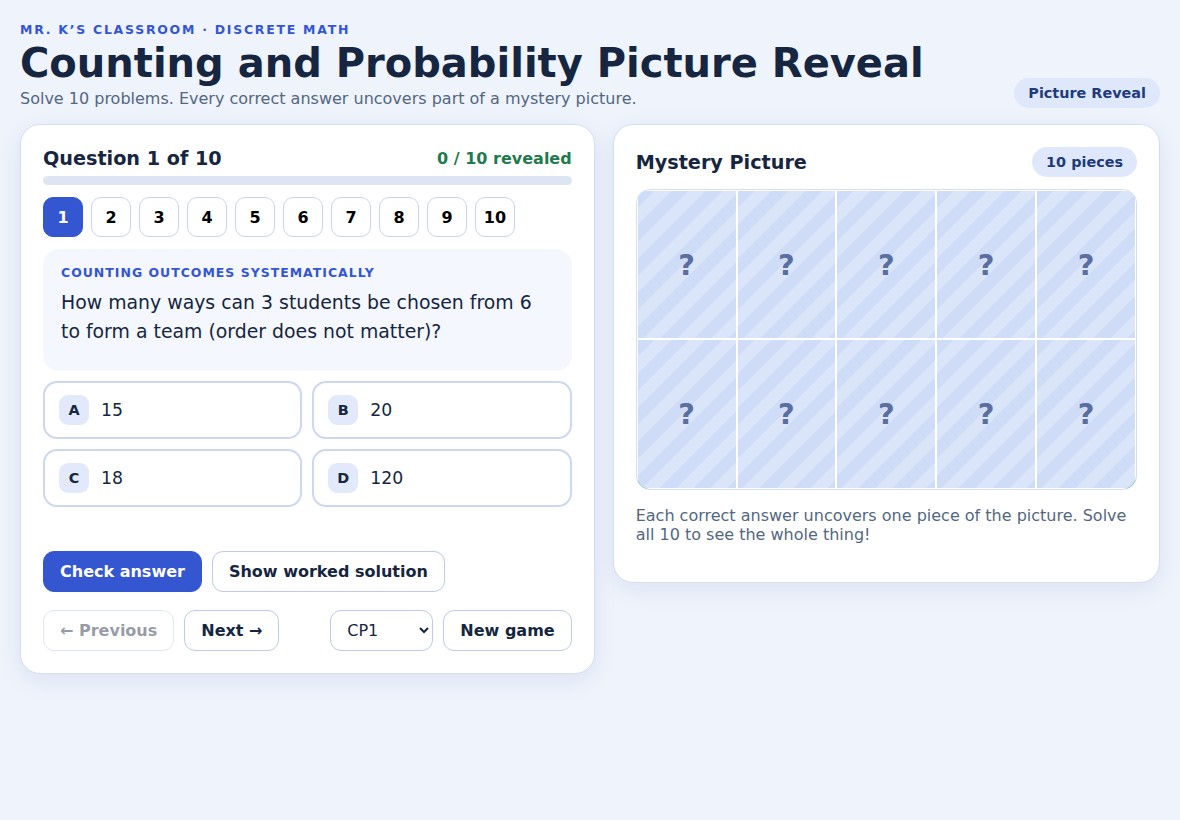 MR. K’S CLASSROOM · DISCRETE MATH
Counting and Probability Picture Reveal
Solve 10 problems. Every correct answer uncovers part of a mystery picture.
Picture Reveal
Question 1 of 10
0 / 10 revealed
1 2 3 4 5 6 7 8 9 10
COUNTING OUTCOMES SYSTEMATICALLY
How many ways can 3 students be chosen from 6
to form a team (order does not matter)?
A 15
B 20
C 18
D 120
Check answer
Show worked solution
← Previous
Next →
CP1
New game
Mystery Picture
10 pieces
? ? ? ? ?
? ? ? ? ?
Each correct answer uncovers one piece of the picture. Solve
all 10 to see the whole thing!